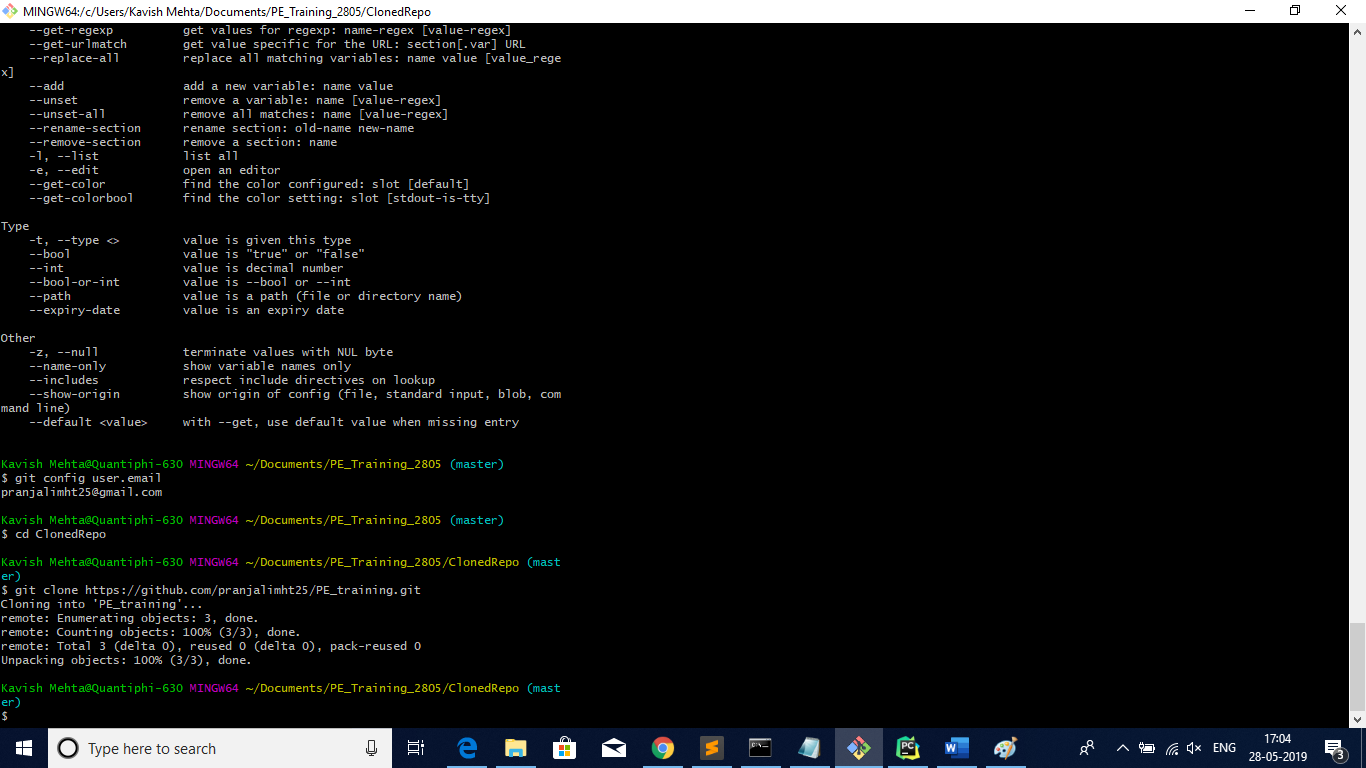 MINGW64:/c/Users/Kavish Mehta/Documents/PE_Training_2805/ClonedRepo
--get-regexp get values for regexp: name-regex [value-regex]
--get-urlmatch get value specific for the URL: section[.var] URL
--replace-all replace all matching variables: name value [value_rege
x]
--add add a new variable: name value
--unset remove a variable: name [value-regex]
--unset-all remove all matches: name [value-regex]
--rename-section rename section: old-name new-name
--remove-section remove a section: name
-l, --list list all
-e, --edit open an editor
--get-color find the color configured: slot [default]
--get-colorbool find the color setting: slot [stdout-is-tty]
Type
-t, --type <> value is given this type
--bool value is "true" or "false"
--int value is decimal number
--bool-or-int value is --bool or --int
--path value is a path (file or directory name)
--expiry-date value is an expiry date
Other
-z, --null terminate values with NUL byte
--name-only show variable names only
--includes respect include directives on lookup
--show-origin show origin of config (file, standard input, blob, com
mand line)
--default <value> with --get, use default value when missing entry
Kavish Mehta@Quantiphi-630 MINGW64 ~/Documents/PE_Training_2805 (master)
$ git config user.email
pranjalimht25@gmail.com
Kavish Mehta@Quantiphi-630 MINGW64 ~/Documents/PE_Training_2805 (master)
$ cd ClonedRepo
Kavish Mehta@Quantiphi-630 MINGW64 ~/Documents/PE_Training_2805/ClonedRepo (mast
er)
$ git clone https://github.com/pranjalimht25/PE_training.git
Cloning into 'PE_training'...
remote: Enumerating objects: 3, done.
remote: Counting objects: 100% (3/3), done.
remote: Total 3 (delta 0), reused 0 (delta 0), pack-reused 0
Unpacking objects: 100% (3/3), done.
Kavish Mehta@Quantiphi-630 MINGW64 ~/Documents/PE_Training_2805/ClonedRepo (mast
er)
$
Type here to search
PC
W
ENG
17:04
28-05-2019
3